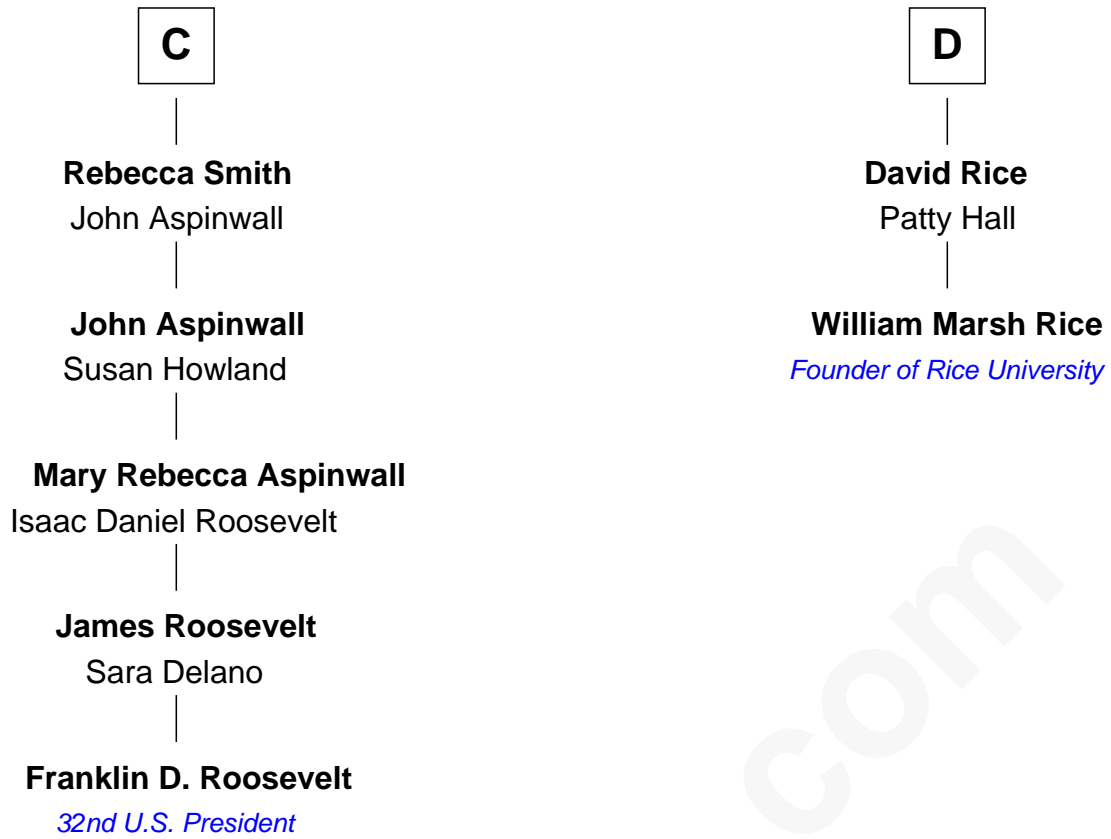 C
Rebecca Smith
John Aspinwall
John Aspinwall
Susan Howland
Mary Rebecca Aspinwall
Isaac Daniel Roosevelt
James Roosevelt
Sara Delano
Franklin D. Roosevelt
32nd U.S. President
D
David Rice
Patty Hall
William Marsh Rice
Founder of Rice University
com